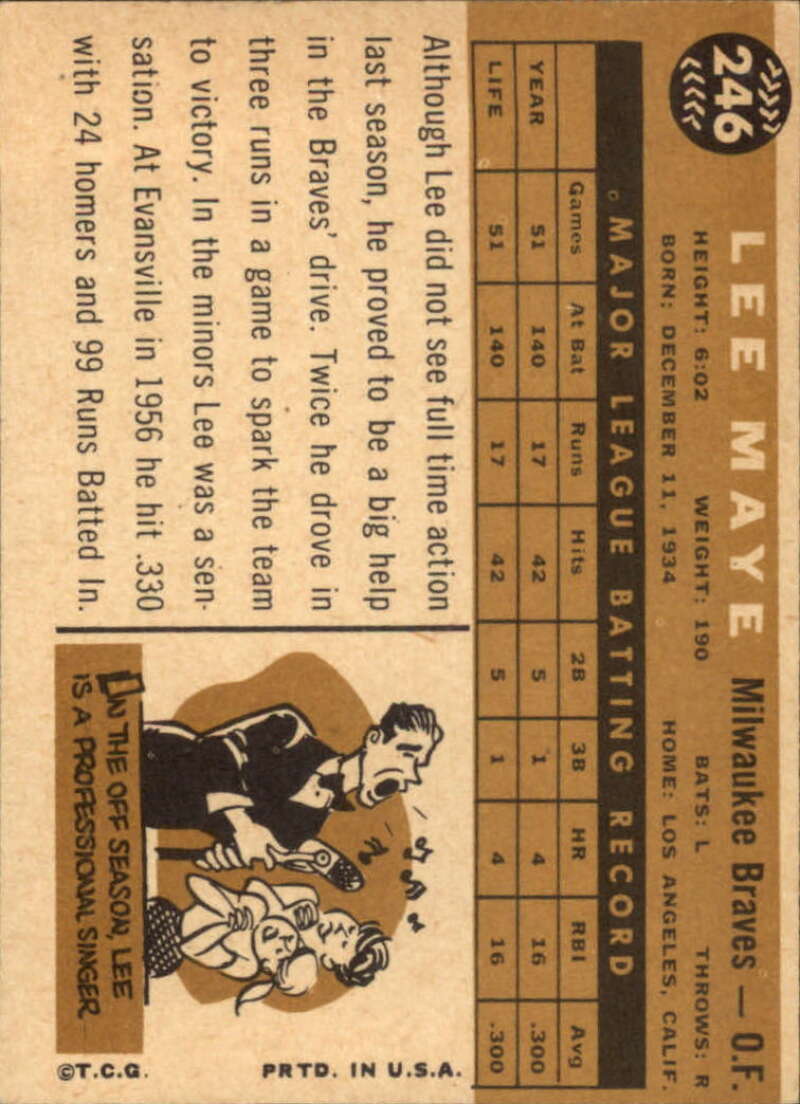 246
LEE MAYE Milwaukee Braves — O.F.
HEIGHT: 6:02 WEIGHT: 190 BATS: L THROWS: R
BORN: DECEMBER 11, 1934 HOME: LOS ANGELES, CALIF.
MAJOR LEAGUE BATTING RECORD
Games At Bat Runs Hits 2B 3B HR RBI Avg
YEAR 51 140 17 42 5 1 4 16 .300
LIFE 51 140 17 42 5 1 4 16 .300
Although Lee did not see full time action
last season, he proved to be a big help
in the Braves' drive. Twice he drove in
three runs in a game to spark the team
to victory. In the minors Lee was a sen-
sation. At Evansville in 1956 he hit .330
with 24 homers and 99 Runs Batted In.
IN THE OFF SEASON, LEE
IS A PROFESSIONAL SINGER
PRTD. IN U.S.A.
©T.C.G.